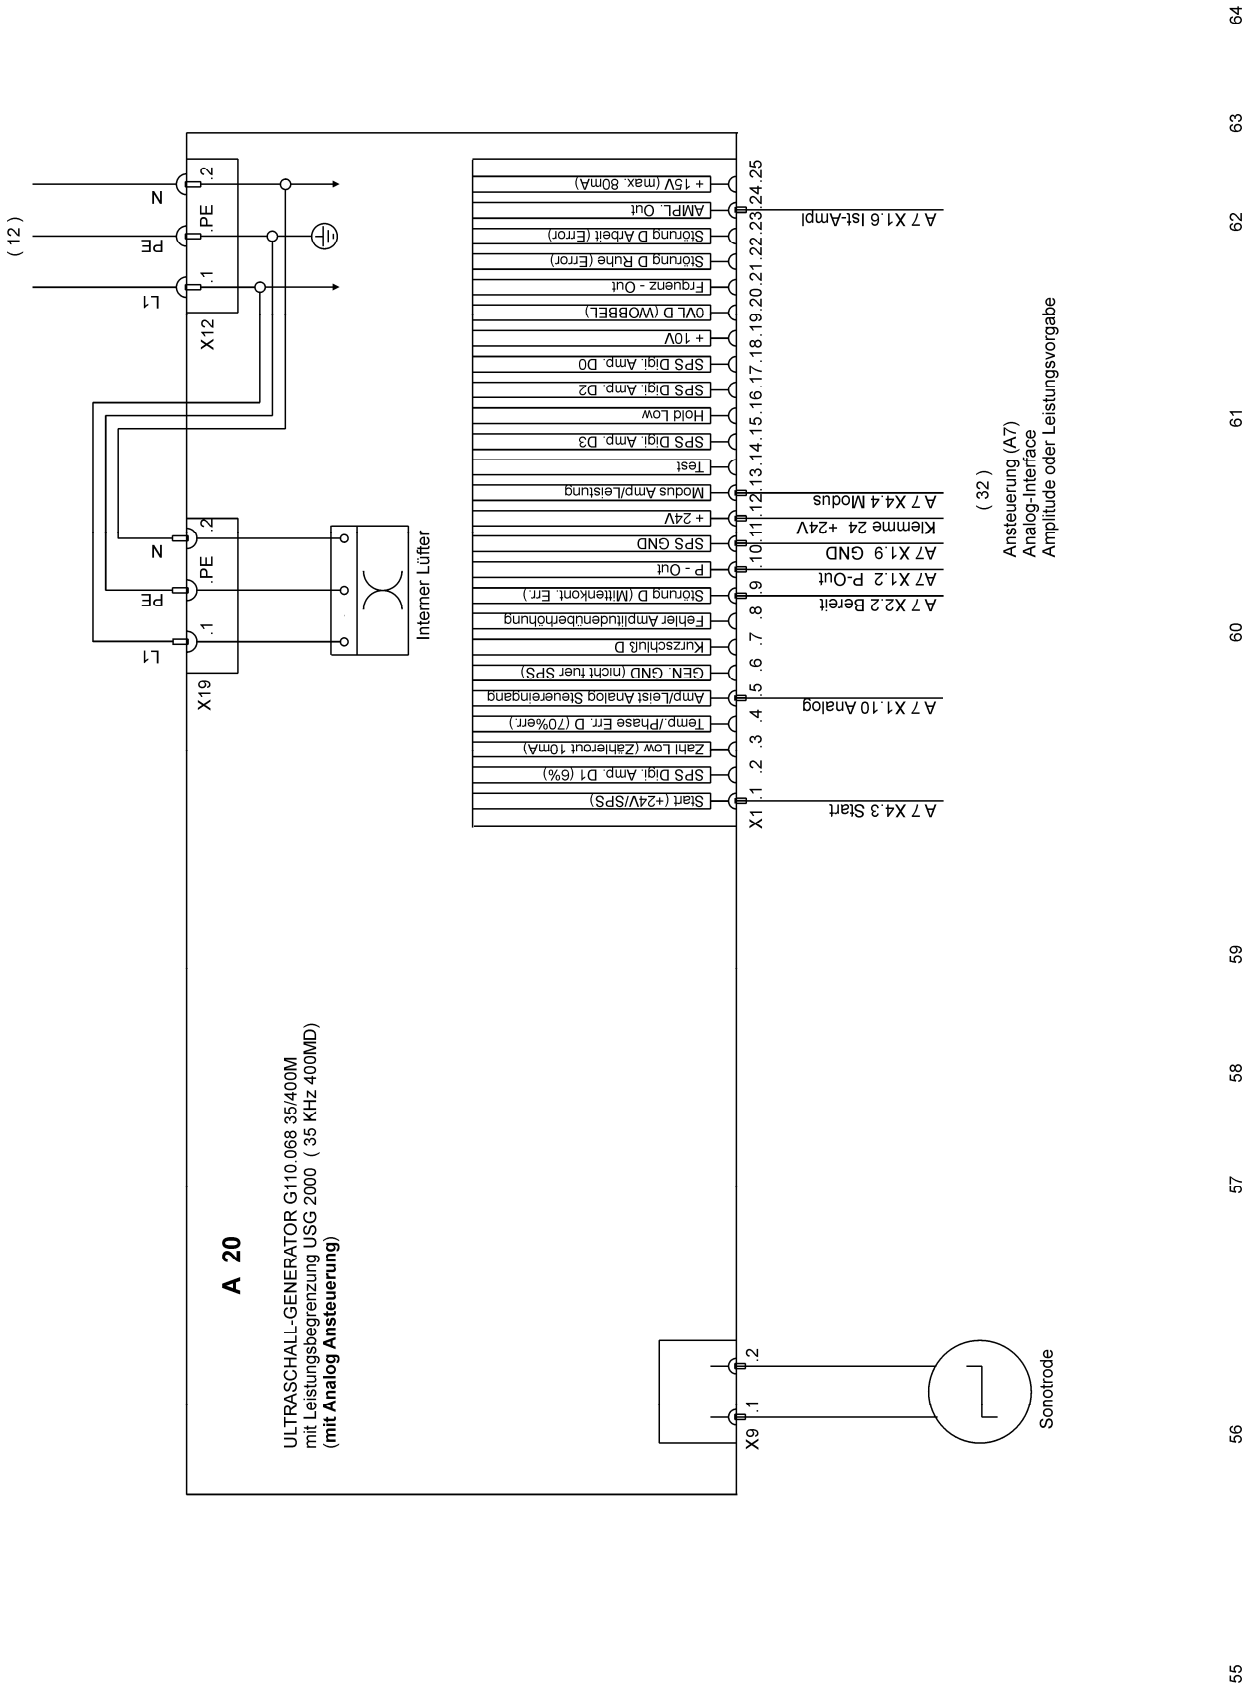 55
56
57
58
59
60
61
62
63
64
( 12 )
A 20
ULTRASCHALL-GENERATOR G110.068 35/400M
mit Leistungsbegrenzung USG 2000 ( 35 KHz 400MD)
(mit Analog Ansteuerung)
L1
PE
N
X19 .1 .PE .2
L1
PE
N
X12 .1 .PE .2
Interner Lüfter
Start (+24V/SPS)
SPS Digi. Amp. D1 (6%)
Zahl Low (Zählerout 10mA)
Temp./Phase Err. D (70%err.)
Amp/Leist Analog Steuereingang
GEN. GND (nicht fuer SPS)
Kurzschluß D
Fehler Amplitudenüberhöhung
Störung D (Mittenkont. Err.)
P - Out
SPS GND
+ 24V
Modus Amp/Leistung
Test
SPS Digi. Amp. D3
Hold Low
SPS Digi. Amp. D2
SPS Digi. Amp. D0
+ 10V
0VL D (WOBBEL)
Frquenz - Out
Störung D Ruhe (Error)
Störung D Arbeit (Error)
AMPL. Out
+ 15V (max. 80mA)
X1 .1 .2 .3 .4 .5 .6 .7 .8 .9 .10 .11 .12 .13 .14 .15 .16 .17 .18 .19 .20 .21 .22 .23 .24 .25
A 7 X4.3 Start
A 7 X1.10 Analog
A 7 X2.2 Bereit
A7 X1.2 P-Out
A7 X1.9 GND
Klemme 24 +24V
A 7 X4.4 Modus
A 7 X1.6 Ist-Ampl
( 32 )
Ansteuerung (A7)
Analog-Interface
Amplitude oder Leistungsvorgabe
X9 .1 .2
Sonotrode